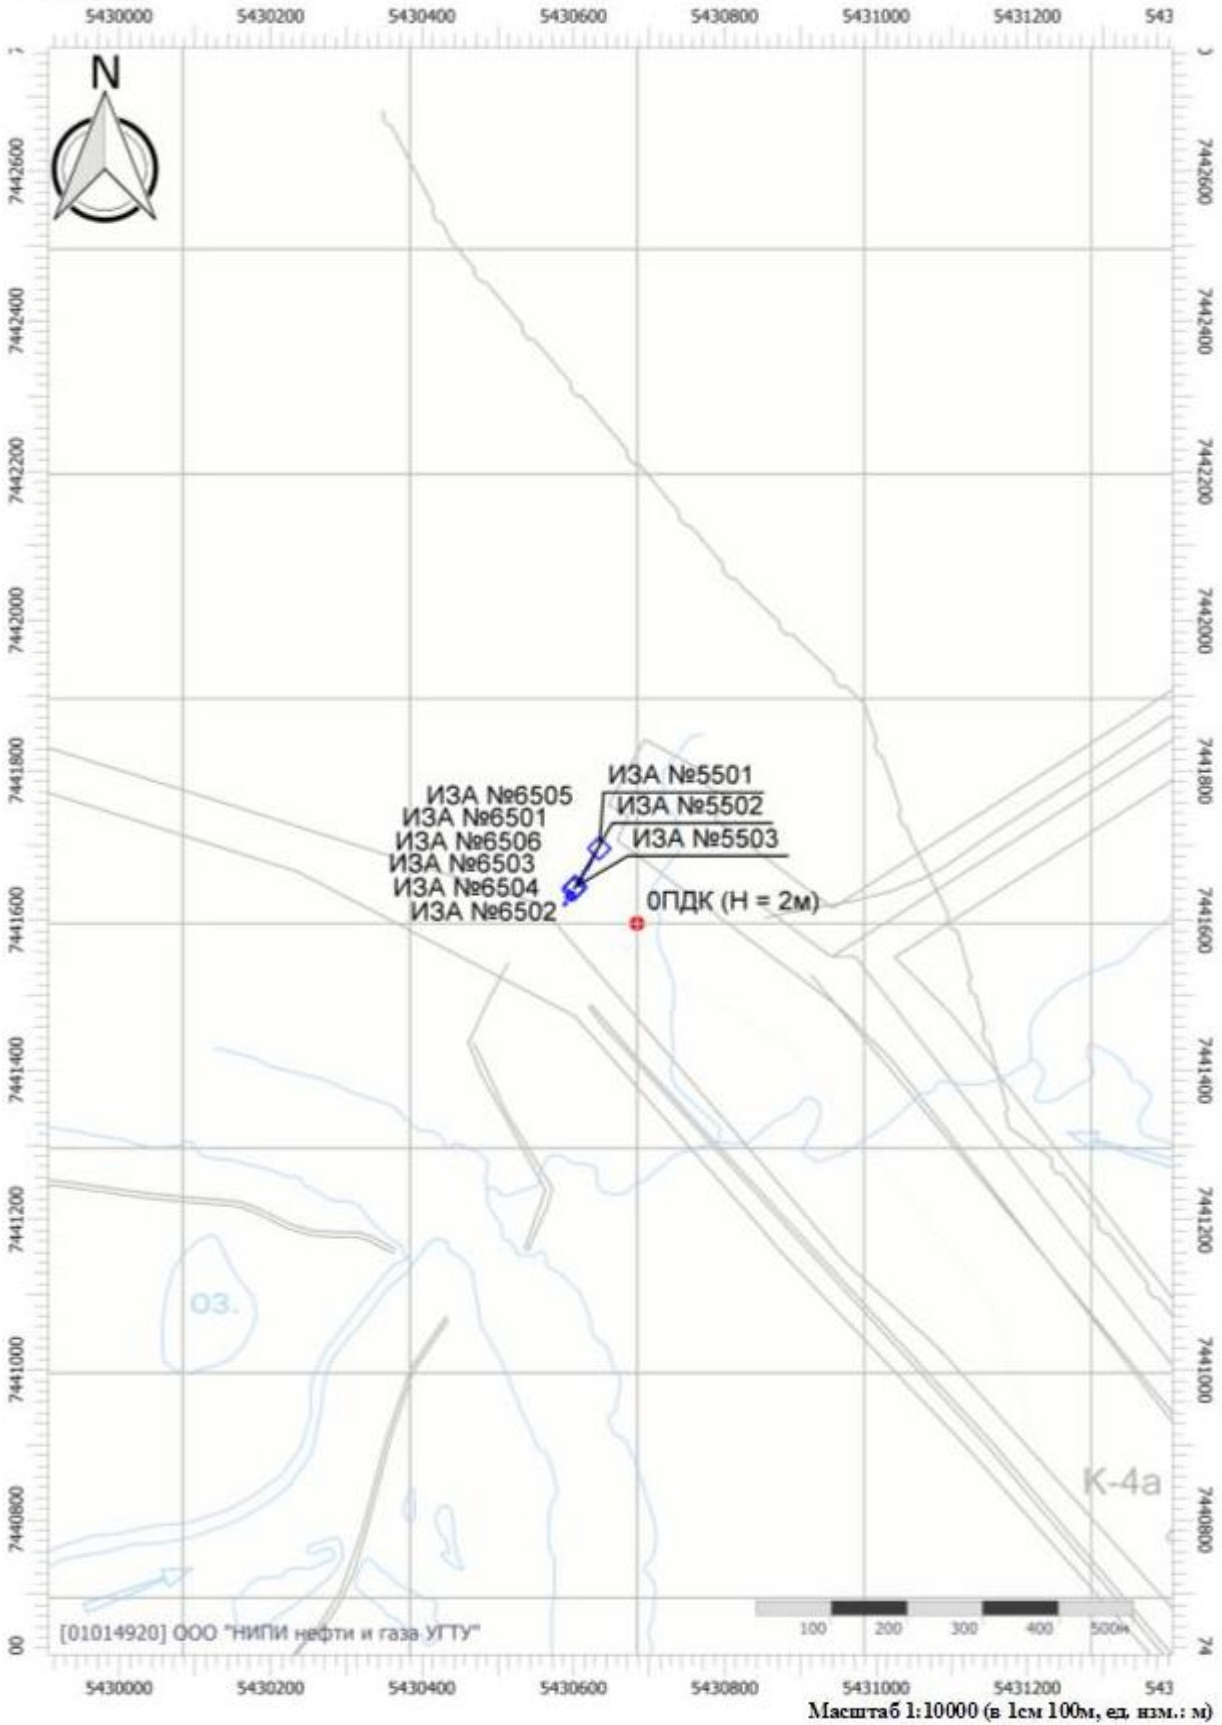 5430000 5430200 5430400 5430600 5430800 5431000 5431200 543
N
7442600 7442600
7442400 7442400
7442200 7442200
7442000 7442000
7441800 7441800
ИЗА №5501
ИЗА №6505
ИЗА №5502
ИЗА №6501
ИЗА №5503
ИЗА №6506
ИЗА №6503
ИЗА №6504
0ПДК (Н = 2м)
ИЗА №6502
7441600 7441600
7441400 7441400
7441200 7441200
оз.
7441000 7441000
К-4а
7440800 7440800
100 200 300 400 500м
[01014920] ООО "НИПИ нефти и газа УГТУ"
00 74
5430000 5430200 5430400 5430600 5430800 5431000 5431200 543
Масштаб 1:10000 (в 1см 100м, ед. изм.: м)